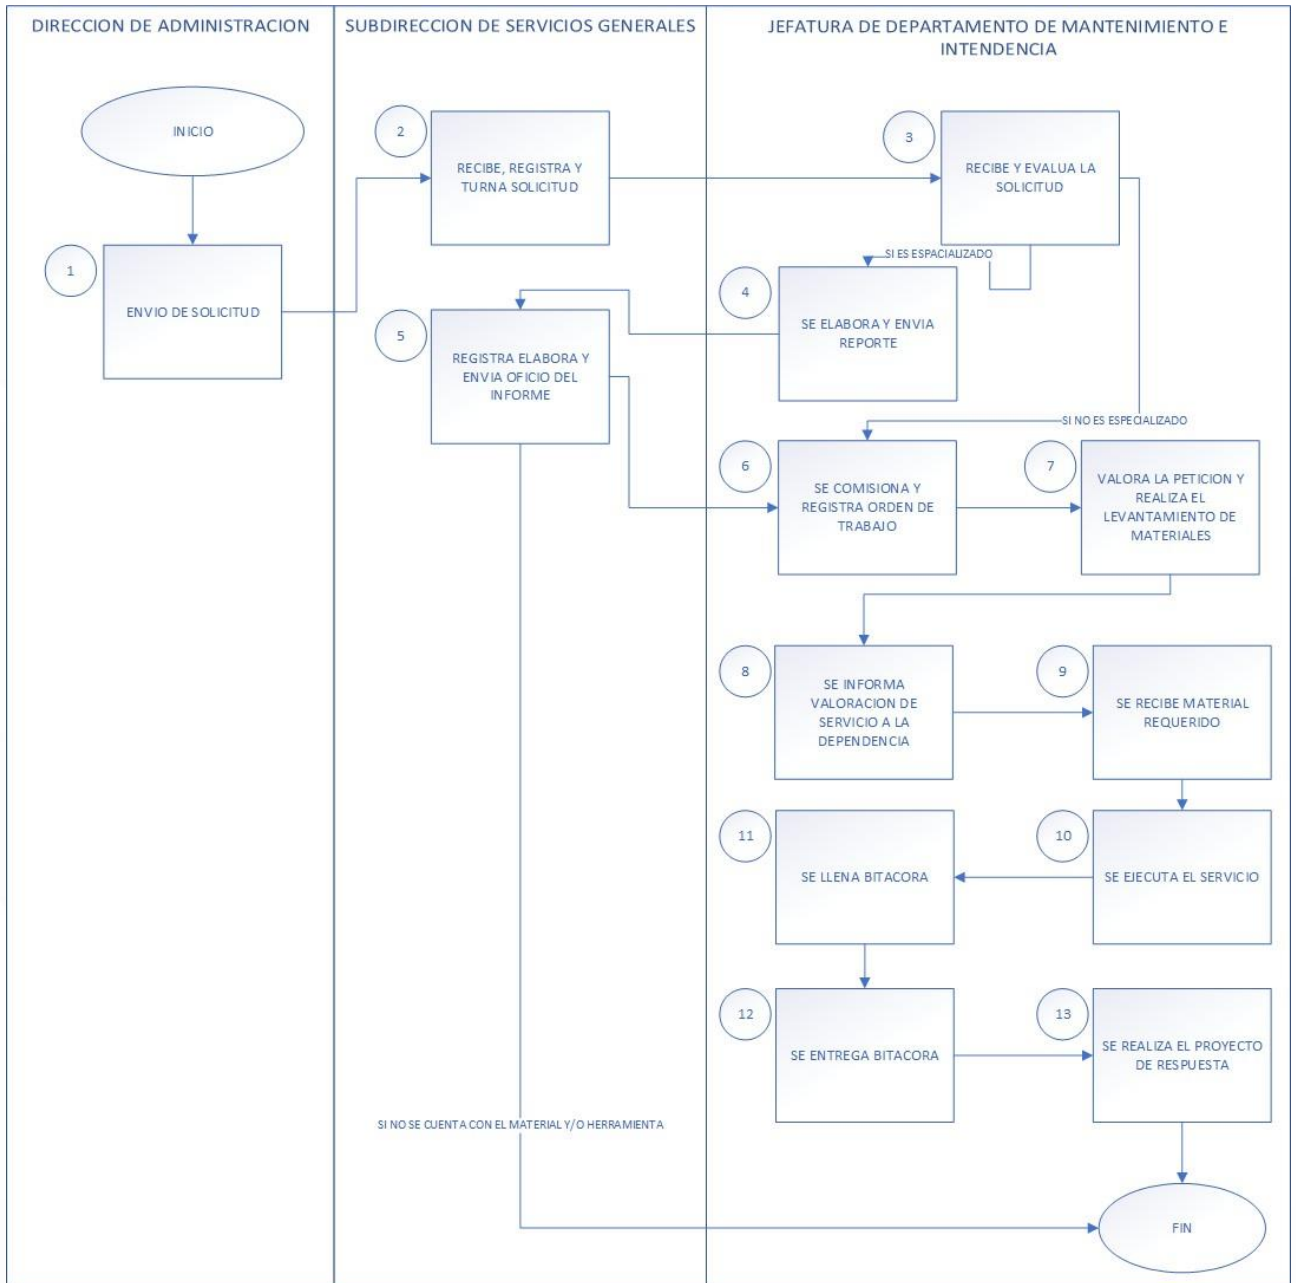 DIRECCION DE ADMINISTRACION
SUBDIRECCION DE SERVICIOS GENERALES
JEFATURA DE DEPARTAMENTO DE MANTENIMIENTO E
INTENDENCIA
INICIO
1
ENVIO DE SOLICITUD
2
RECIBE, REGISTRA Y
TURNA SOLICITUD
3
RECIBE Y EVALUA LA
SOLICITUD
SI ES ESPACIALIZADO
4
SE ELABORA Y ENVIA
REPORTE
5
REGISTRA ELABORA Y
ENVIA OFICIO DEL
INFORME
SI NO ES ESPECIALIZADO
6
SE COMISIONA Y
REGISTRA ORDEN DE
TRABAJO
7
VALORA LA PETICION Y
REALIZA EL
LEVANTAMIENTO DE
MATERIALES
8
SE INFORMA
VALORACION DE
SERVICIO A LA
DEPENDENCIA
9
SE RECIBE MATERIAL
REQUERIDO
10
SE EJECUTA EL SERVICIO
11
SE LLENA BITACORA
12
SE ENTREGA BITACORA
13
SE REALIZA EL PROYECTO
DE RESPUESTA
SI NO SE CUENTA CON EL MATERIAL Y/O HERRAMIENTA
FIN